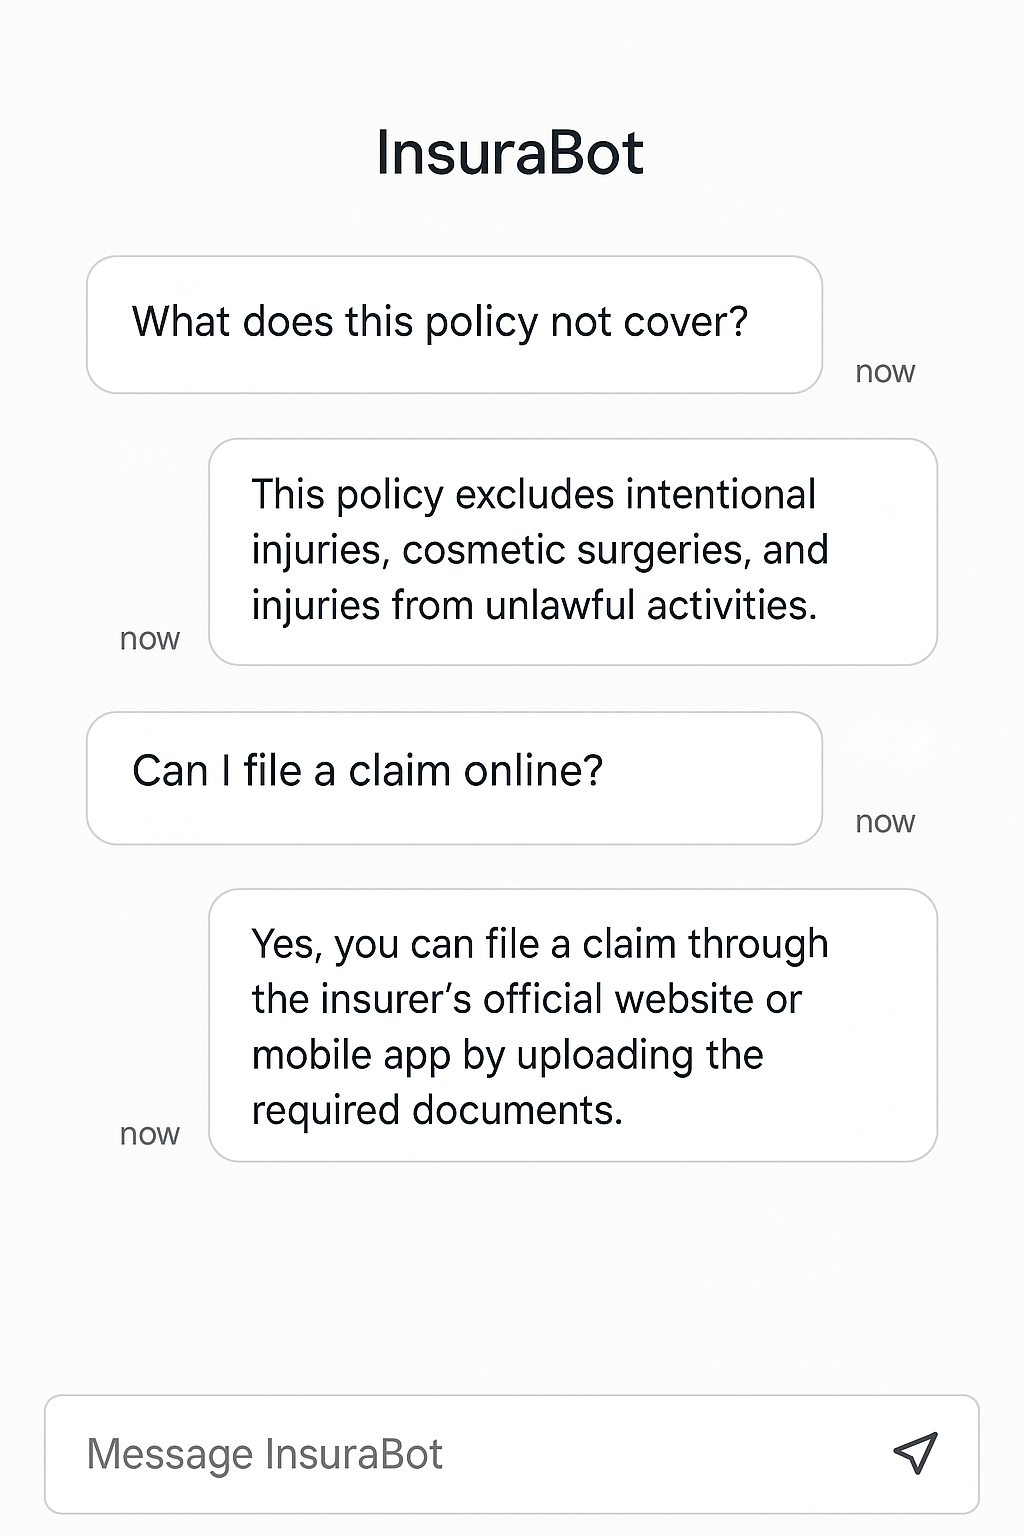 InsuraBot
What does this policy not cover?
now
This policy excludes intentional
injuries, cosmetic surgeries, and
injuries from unlawful activities.
now
Can I file a claim online?
now
Yes, you can file a claim through
the insurer’s official website or
mobile app by uploading the
required documents.
now
Message InsuraBot